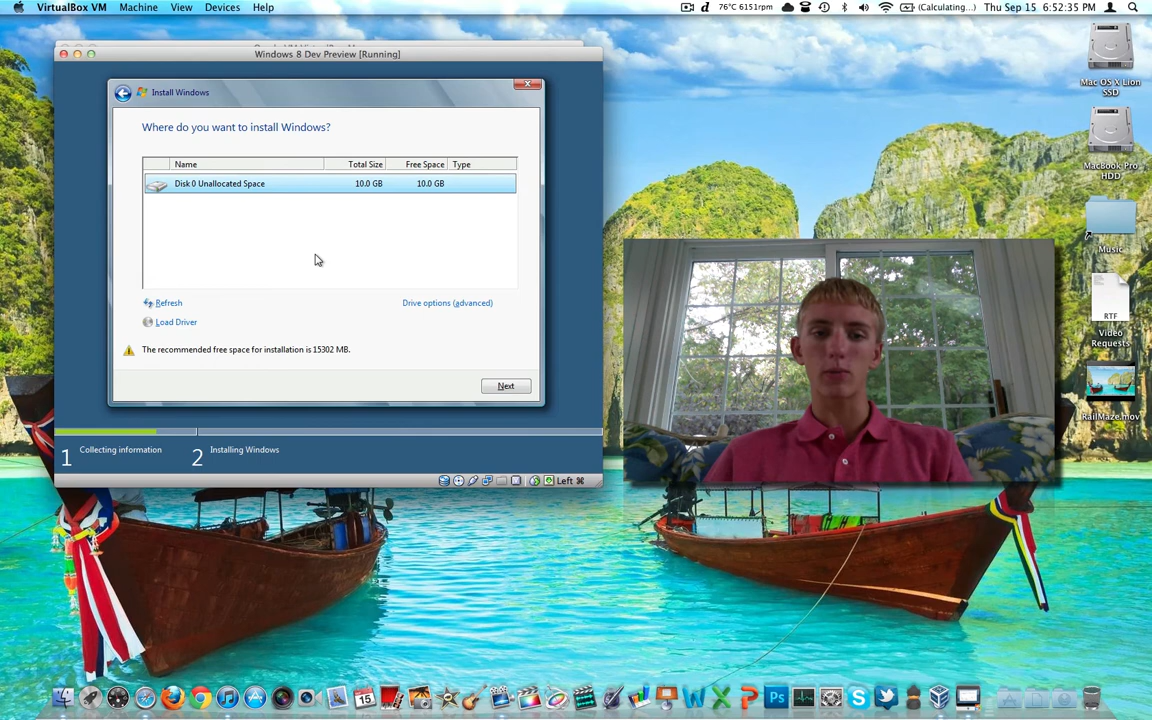 VirtualBox VM Machine View Devices Help
76°C 6151rpm (Calculating...) Thu Sep 15 6:52:35 PM
Windows 8 Dev Preview [Running]
Install Windows
Where do you want to install Windows?
Name Total Size Free Space Type
Disk 0 Unallocated Space 10.0 GB 10.0 GB
Refresh
Drive options (advanced)
Load Driver
The recommended free space for installation is 15302 MB.
Next
1 Collecting information
2 Installing Windows
Left ⌘
Mac OS X Lion
SSD
MacBook Pro
HDD
Music
RTF
Video
Requests
RailMaze.mov
15